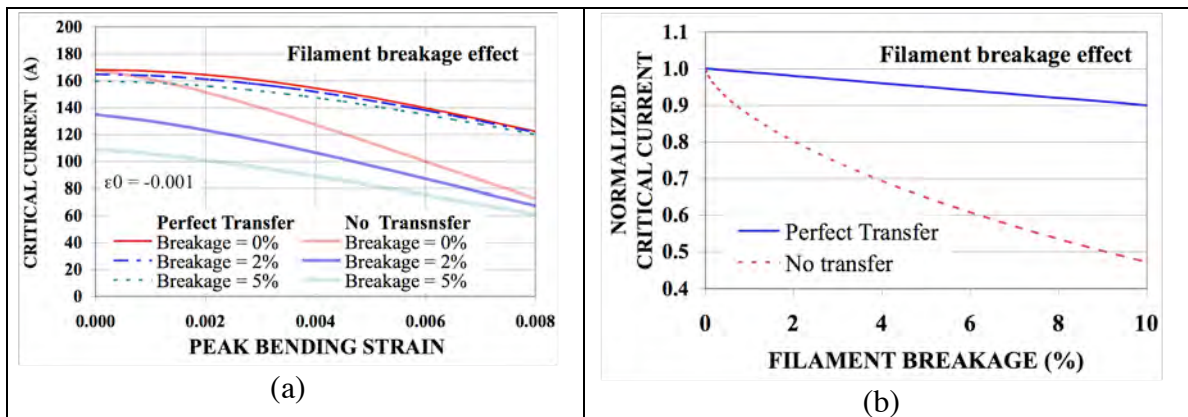 200
180
160
140
120
100
80
60
40
20
0
CRITICAL CURRENT (A)
Filament breakage effect
ε0 = -0.001
Perfect Transfer
Breakage = 0%
Breakage = 2%
Breakage = 5%
No Transnsfer
Breakage = 0%
Breakage = 2%
Breakage = 5%
0.000 0.002 0.004 0.006 0.008
PEAK BENDING STRAIN
(a)
1.1
1.0
0.9
0.8
0.7
0.6
0.5
0.4
NORMALIZED
CRITICAL CURRENT
Filament breakage effect
Perfect Transfer
No transfer
0 2 4 6 8 10
FILAMENT BREAKAGE (%)
(b)